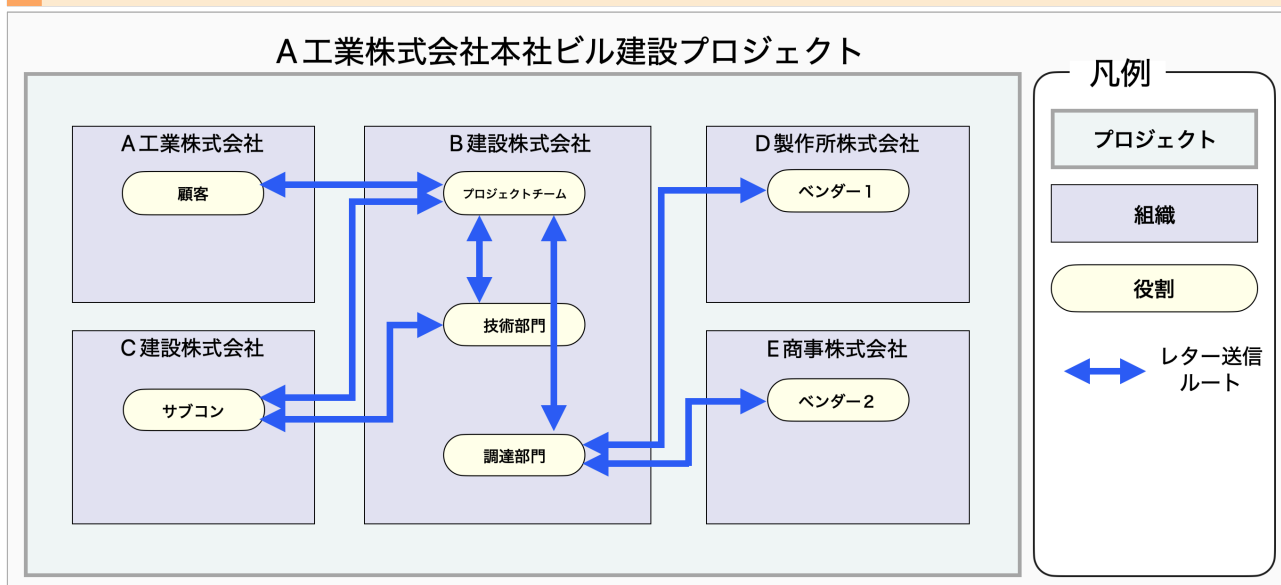 A工業株式会社本社ビル建設プロジェクト
A工業株式会社
顧客
B建設株式会社
プロジェクトチーム
技術部門
調達部門
C建設株式会社
サブコン
D製作所株式会社
ベンダー1
E商事株式会社
ベンダー2
凡例
プロジェクト
組織
役割
レター送信
ルート